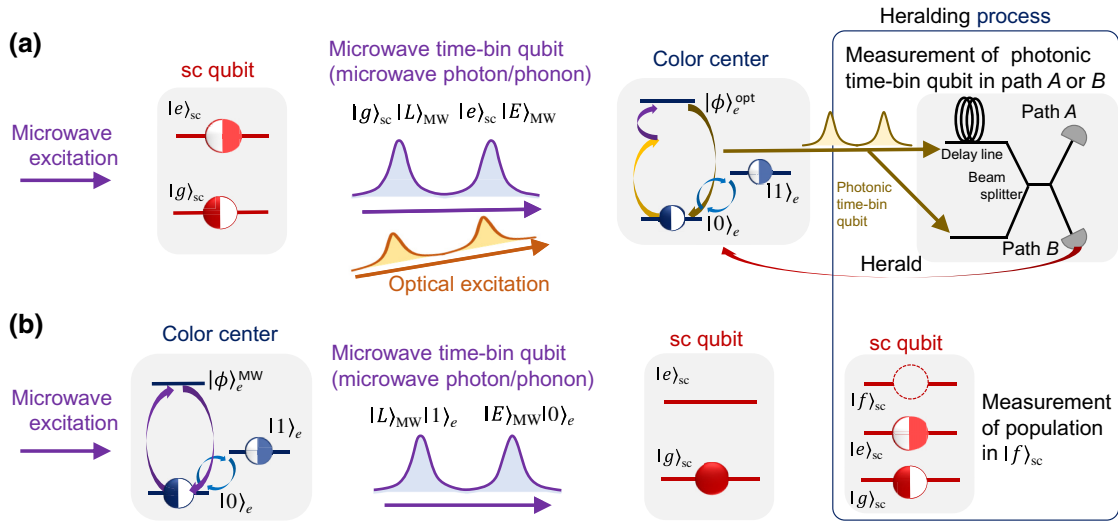 Heralding process
(a)
sc qubit
|e⟩sc
|g⟩sc
Microwave
excitation
Microwave time-bin qubit
(microwave photon/phonon)
|g⟩sc |L⟩MW |e⟩sc |E⟩MW
Optical excitation
Color center
|ϕ⟩e^opt
|1⟩e
|0⟩e
Photonic
time-bin
qubit
Measurement of photonic
time-bin qubit in path A or B
Path A
Delay line
Beam
splitter
Path B
Herald
(b)
Color center
Microwave
excitation
|ϕ⟩e^MW
|1⟩e
|0⟩e
Microwave time-bin qubit
(microwave photon/phonon)
|L⟩MW|1⟩e |E⟩MW|0⟩e
sc qubit
|e⟩sc
|g⟩sc
sc qubit
|f⟩sc
|e⟩sc
|g⟩sc
Measurement
of population
in |f⟩sc